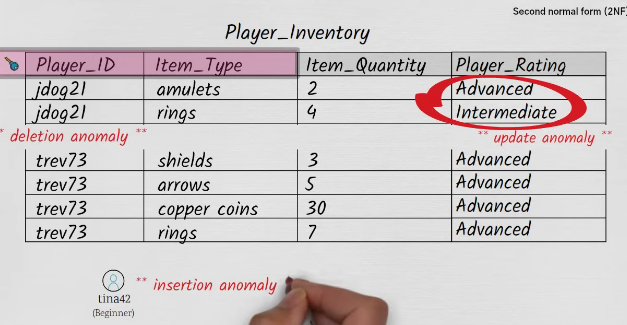 Second normal form (2NF)
Player_Inventory
Player_ID Item_Type Item_Quantity Player_Rating
jdog21 amulets 2 Advanced
jdog21 rings 4 Intermediate
* deletion anomaly ** ** update anomaly **
trev73 shields 3 Advanced
trev73 arrows 5 Advanced
trev73 copper coins 30 Advanced
trev73 rings 7 Advanced
** insertion anomaly
tina42
(Beginner)